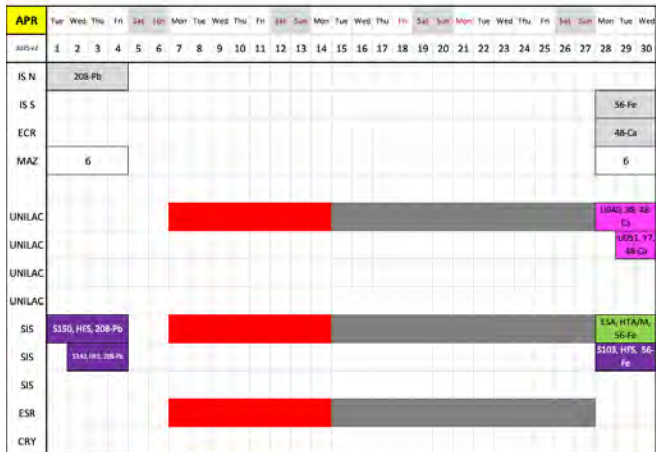 APR Tue Wed Thu Fri Sat Sun Mon Tue Wed Thu Fri Sat Sun Mon Tue Wed Thu Fri Sat Sun Mon Tue Wed Thu Fri Sat Sun Mon Tue Wed
1 2 3 4 5 6 7 8 9 10 11 12 13 14 15 16 17 18 19 20 21 22 23 24 25 26 27 28 29 30
IS N 208-Pb
IS S 56-Fe
ECR 48-Ca
MAZ 6 6
UNILAC U040, 48-
Ca
UNILAC U051, Y7,
48-Ca
UNILAC
UNILAC
SIS S150, HFS, 208-Pb ESA, HTA/M,
56-Fe
SIS S143, HFS, 208-Pb S103, HFS, 56-
Fe
SIS
ESR
CRY